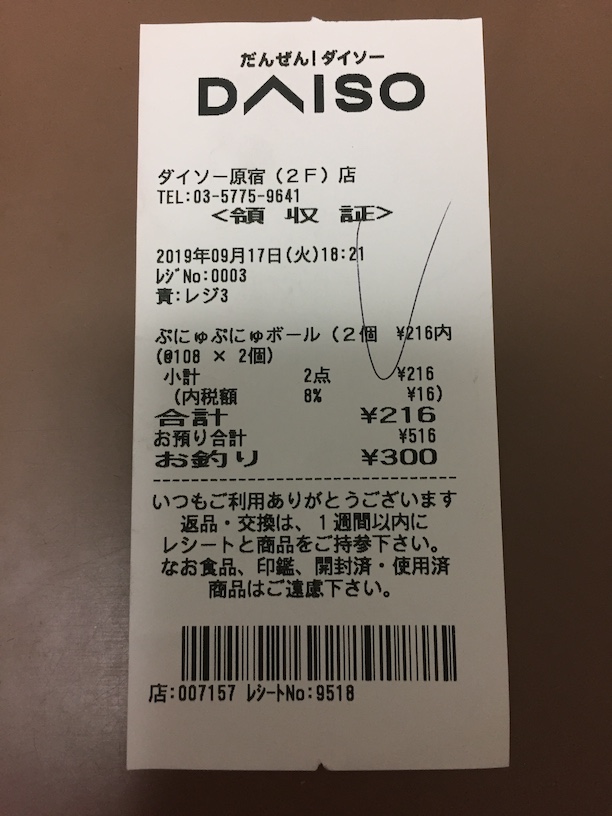 だんぜん!ダイソー
DAISO
ダイソー原宿(2F)店
TEL:03-5775-9641
<領 収 証>
2019年09月17日(火)18:21
ﾚｼﾞNo:0003
責:レジ3
ぷにゅぷにゅボール(2個 ¥216内
(@108 × 2個)
小計 2点 ¥216
(内税額 8% ¥16)
合計 ¥216
お預り合計 ¥516
お釣り ¥300
いつもご利用ありがとうございます
返品・交換は、1週間以内に
レシートと商品をご持参下さい。
なお食品、印鑑、開封済・使用済
商品はご遠慮下さい。
店:007157 ﾚｼｰﾄNo:9518